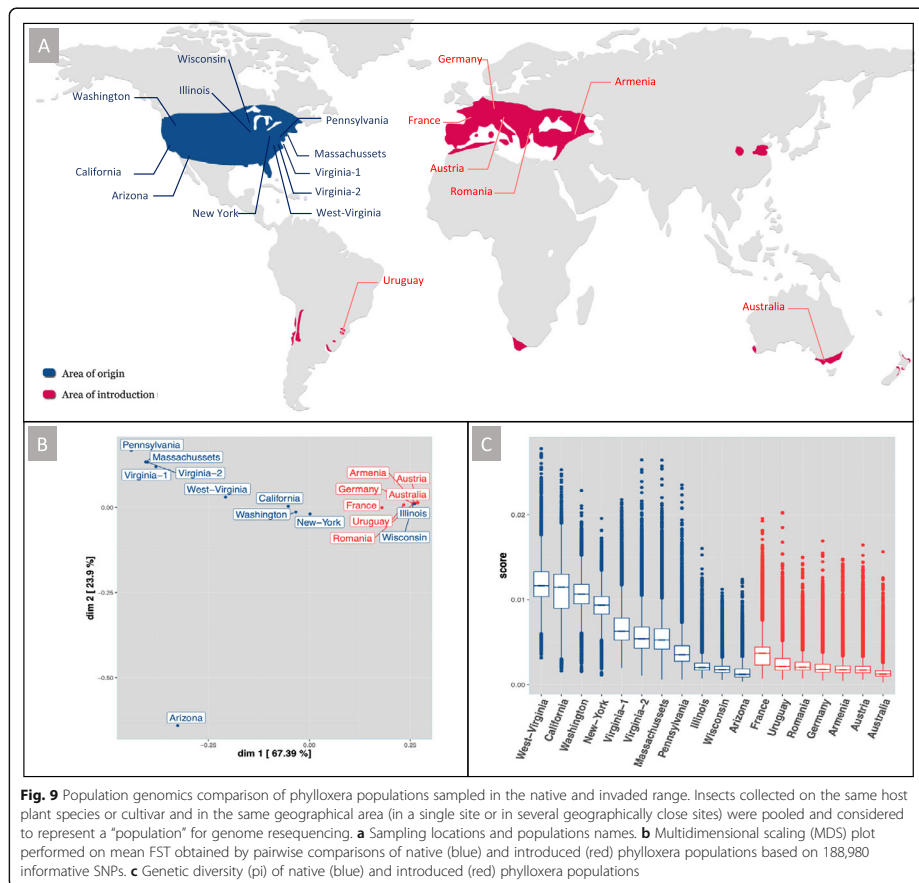 A
Wisconsin
Germany
Illinois
Armenia
Washington
France
Pennsylvania
Massachussets
California
Virginia-1
Austria
Arizona
Virginia-2
Romania
New York
West-Virginia
Uruguay
Australia
Area of origin
Area of introduction
B
Pennsylvania
Massachussets
Virginia-1
Virginia-2
West-Virginia
California
Washington
New-York
Armenia
Austria
Germany
Australia
France
Illinois
Uruguay
Romania
Wisconsin
Arizona
0.00
-0.25
-0.50
dim 2 [ 23.9 %]
-0.25
0.00
0.25
dim 1 [ 67.39 %]
C
0.02
0.01
0.00
score
West-Virginia
California
Washington
New-York
Virginia-1
Virginia-2
Massachussets
Pennsylvania
Illinois
Wisconsin
Arizona
France
Uruguay
Romania
Germany
Armenia
Austria
Australia
Fig. 9 Population genomics comparison of phylloxera populations sampled in the native and invaded range. Insects collected on the same host
plant species or cultivar and in the same geographical area (in a single site or in several geographically close sites) were pooled and considered
to represent a “population” for genome resequencing. a Sampling locations and populations names. b Multidimensional scaling (MDS) plot
performed on mean FST obtained by pairwise comparisons of native (blue) and introduced (red) phylloxera populations based on 188,980
informative SNPs. c Genetic diversity (pi) of native (blue) and introduced (red) phylloxera populations